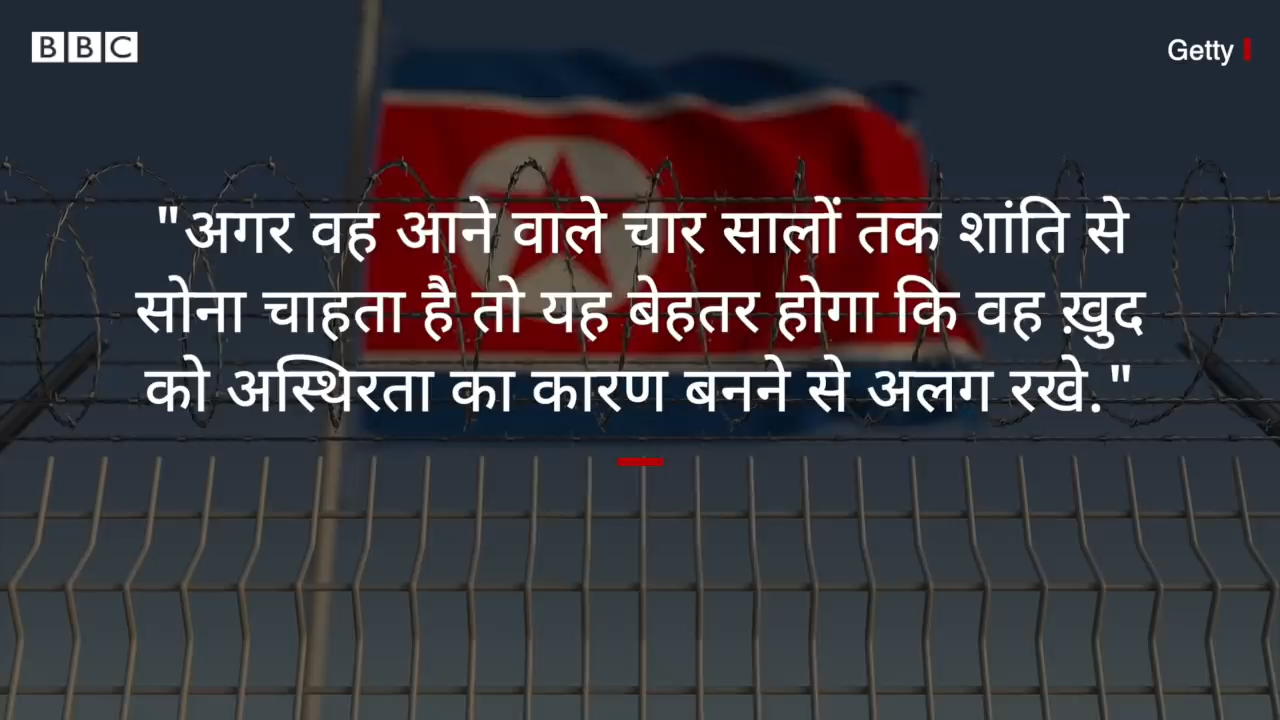 BBC
Getty
"अगर वह आने वाले चार सालों तक शांति से
सोना चाहता है तो यह बेहतर होगा कि वह ख़ुद
को अस्थिरता का कारण बनने से अलग रखे."